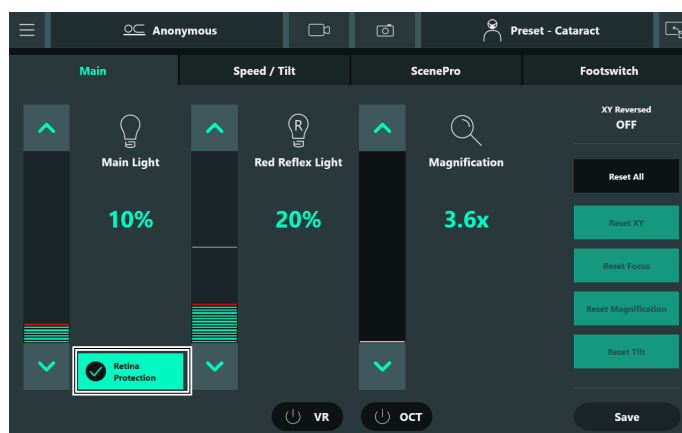 Anonymous
Preset - Cataract
Main
Speed / Tilt
ScenePro
Footswitch
Main Light
10%
Retina
Protection
R
Red Reflex Light
20%
Magnification
3.6x
XY Reversed
OFF
Reset All
Reset XY
Reset Focus
Reset Magnification
Reset Tilt
VR
OCT
Save